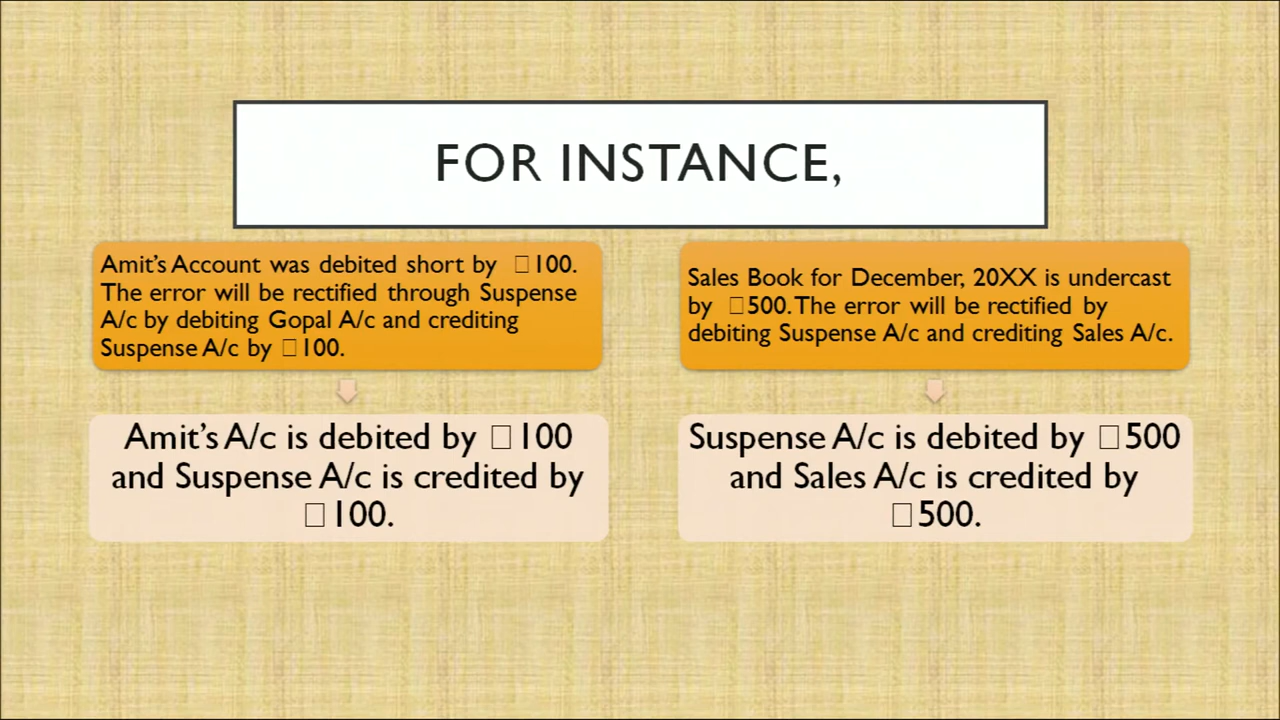 FOR INSTANCE,
Amit's Account was debited short by □100.
The error will be rectified through Suspense
A/c by debiting Gopal A/c and crediting
Suspense A/c by □100.
Amit's A/c is debited by □100
and Suspense A/c is credited by
□100.
Sales Book for December, 20XX is undercast
by □500. The error will be rectified by
debiting Suspense A/c and crediting Sales A/c.
Suspense A/c is debited by □500
and Sales A/c is credited by
□500.